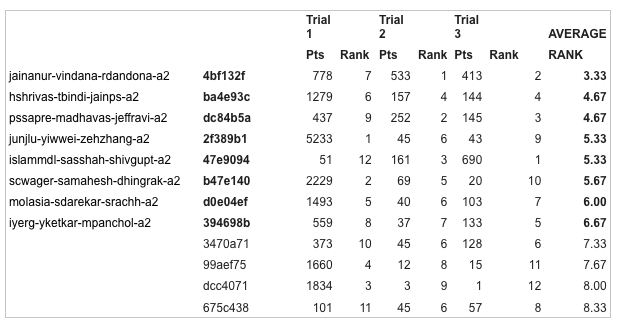 Trial Trial Trial
1 2 3 AVERAGE
Pts Rank Pts Rank Pts Rank RANK
jainanur-vindana-rdandona-a2 4bf132f 778 7 533 1 413 2 3.33
hshrivas-tbindi-jainps-a2 ba4e93c 1279 6 157 4 144 4 4.67
pssapre-madhavas-jeffravi-a2 dc84b5a 437 9 252 2 145 3 4.67
junjlu-yiwwei-zehzhang-a2 2f389b1 5233 1 45 6 43 9 5.33
islammdl-sasshah-shivgupt-a2 47e9094 51 12 161 3 690 1 5.33
scwager-samahesh-dhingrak-a2 b47e140 2229 2 69 5 20 10 5.67
molasia-sdarekar-srachh-a2 d0e04ef 1493 5 40 6 103 7 6.00
iyerg-yketkar-mpanchol-a2 394698b 559 8 37 7 133 5 6.67
3470a71 373 10 45 6 128 6 7.33
99aef75 1660 4 12 8 15 11 7.67
dcc4071 1834 3 3 9 1 12 8.00
675c438 101 11 45 6 57 8 8.33